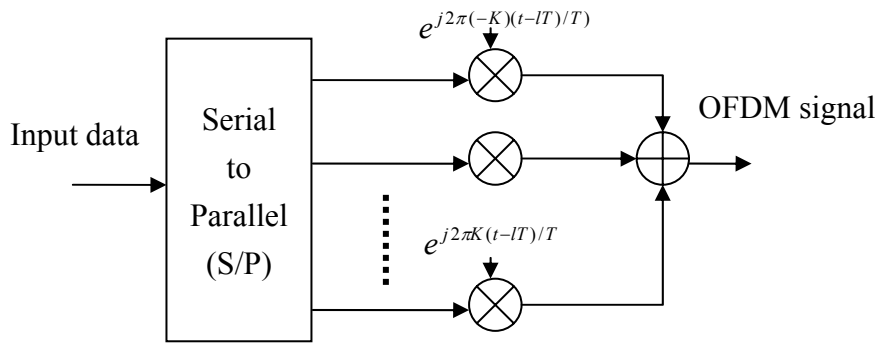 e^{j2π(-K)(t-lT)/T)}
OFDM signal
Input data
Serial
to
Parallel
(S/P)
e^{j2πK(t-lT)/T}